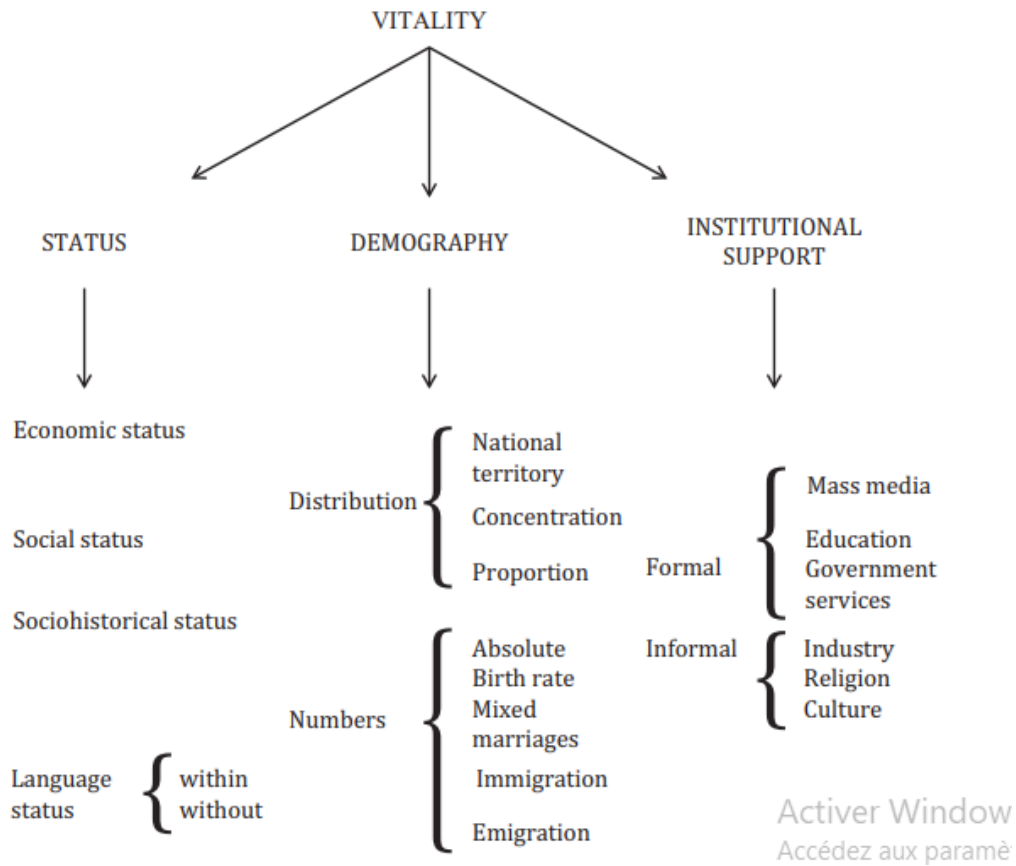 VITALITY
STATUS
DEMOGRAPHY
INSTITUTIONAL
SUPPORT
Economic status
Social status
Sociohistorical status
Language
status
within
without
Distribution
National
territory
Concentration
Proportion
Numbers
Absolute
Birth rate
Mixed
marriages
Immigration
Emigration
Formal
Mass media
Education
Government
services
Informal
Industry
Religion
Culture
Activer Window
Accédez aux paramè